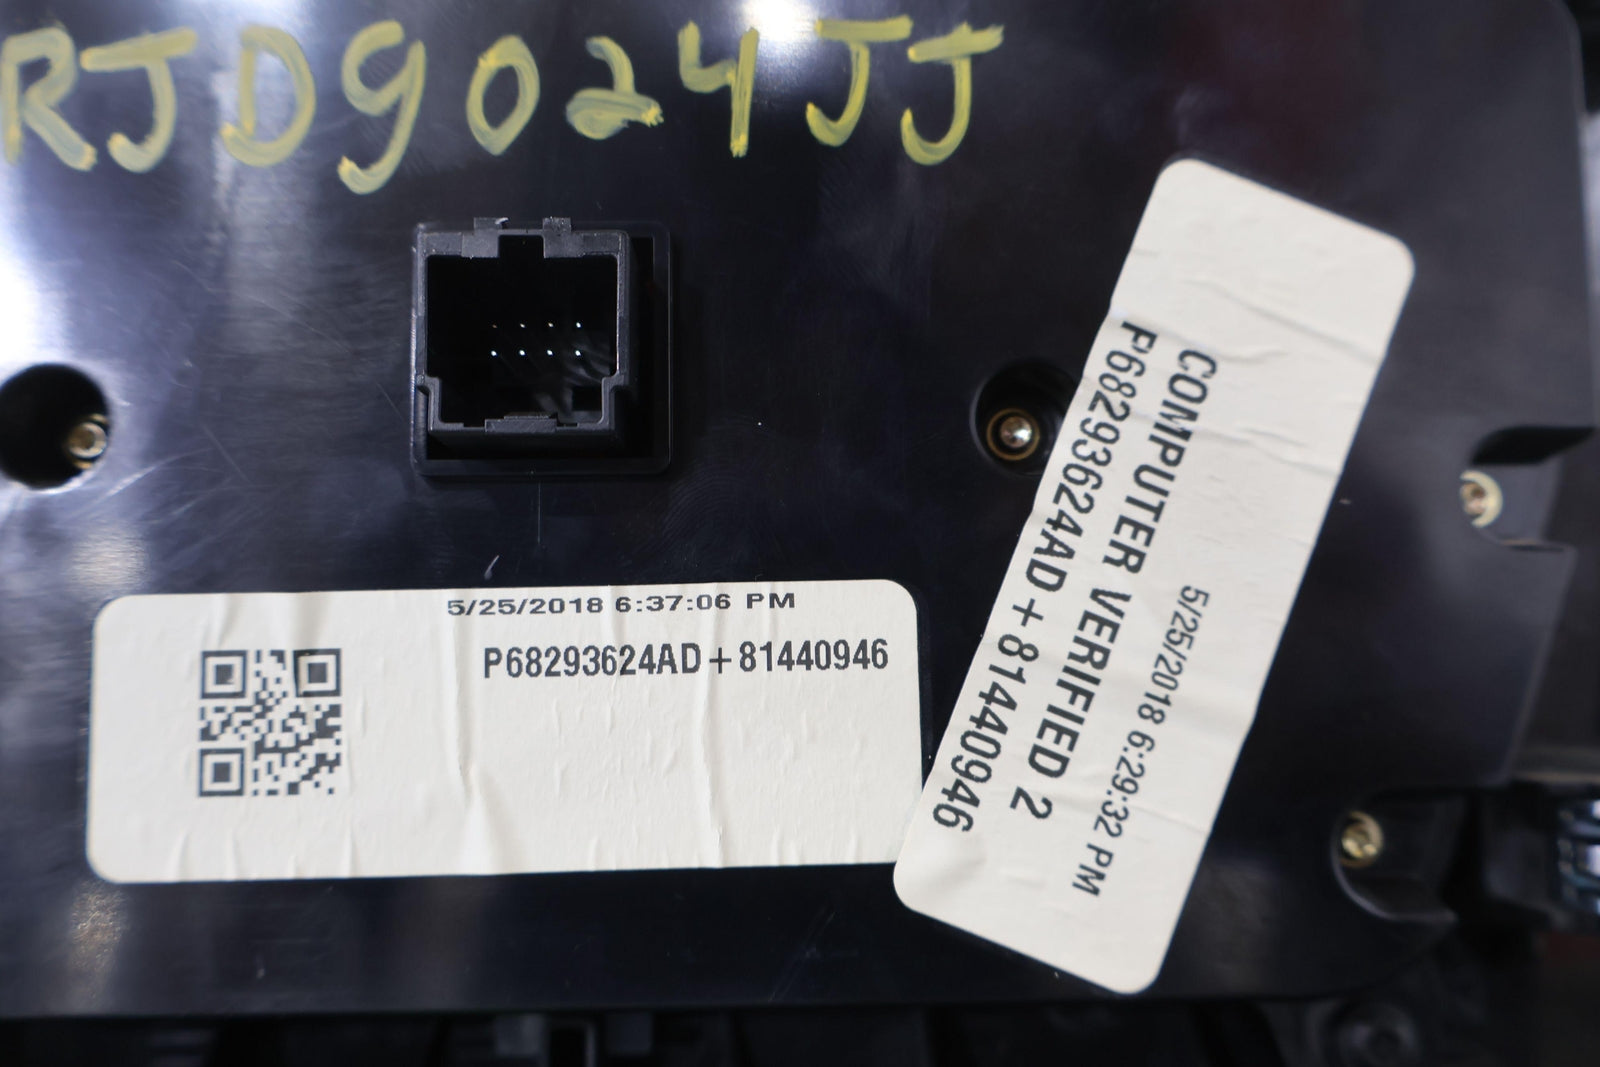 RJD9024JJ
5/25/2018 6:37:06 PM
P68293624AD+81440946
5/25/2018 6:29:32 PM
COMPUTER VERIFIED 2
P68293624AD+81440946